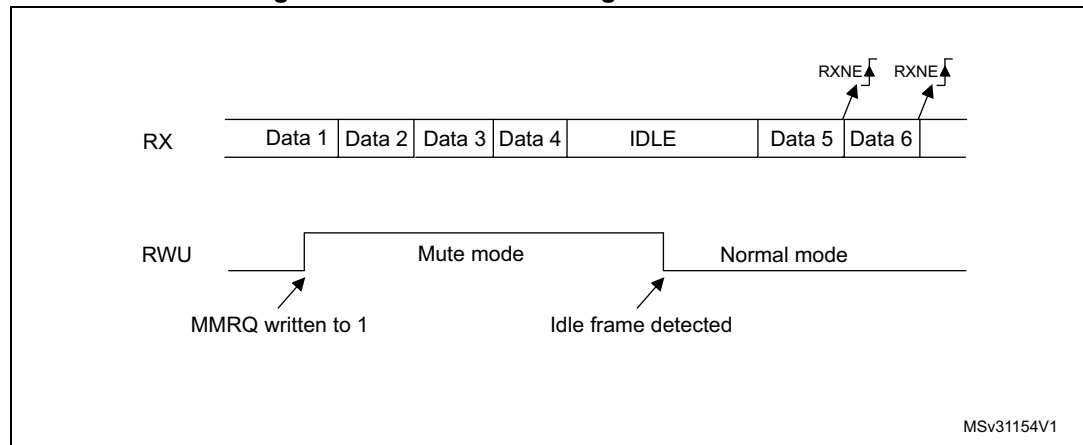 RXNE RXNE
RX Data 1 Data 2 Data 3 Data 4 IDLE Data 5 Data 6
RWU Mute mode Normal mode
MMRQ written to 1 Idle frame detected
MSv31154V1